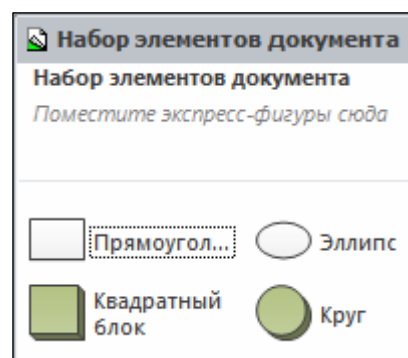 Набор элементов документа
Набор элементов документа
Поместите экспресс-фигуры сюда
Прямоугол...
Эллипс
Квадратный
блок
Круг